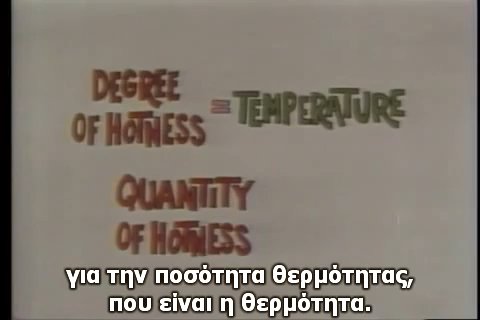 DEGREE
OF HOTNESS ≡ TEMPERATURE
QUANTITY
OF HOTNESS
για την ποσότητα θερμότητας,
που είναι η θερμότητα.